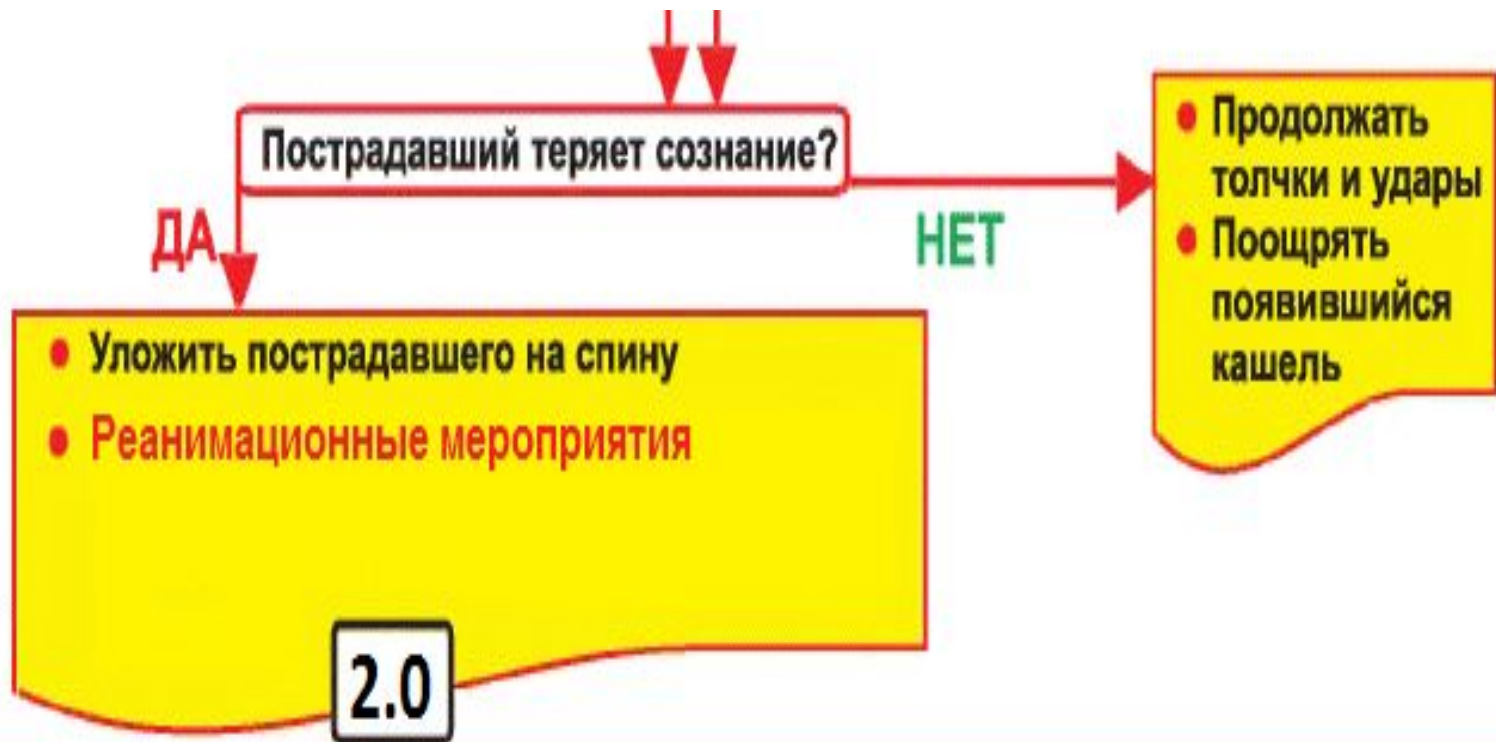 Пострадавший теряет сознание?
ДА
НЕТ
• Продолжать
толчки и удары
• Поощрять
появившийся
кашель
• Уложить пострадавшего на спину
• Реанимационные мероприятия
2.0